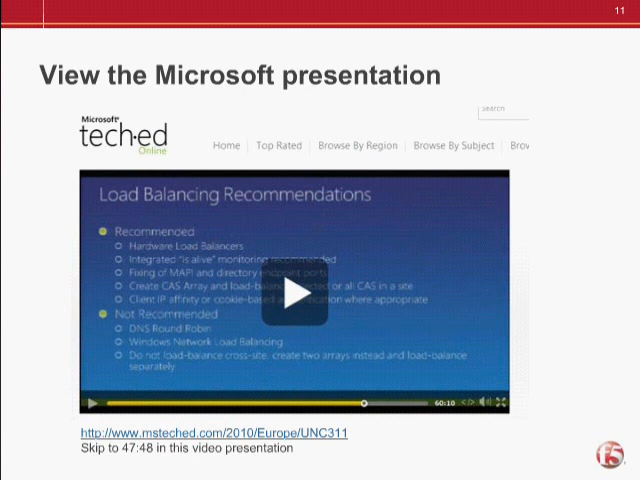 11
View the Microsoft presentation
Search
Microsoft
tech·ed
Online
Home Top Rated Browse By Region Browse By Subject Brov
Load Balancing Recommendations
Recommended
Hardware Load Balancers
Integrated "is alive" monitoring recommended
Fixing of MAPI and directory endpoint ports
Create CAS Array and load-bala or all CAS in a site
Client IP affinity or cookie-based where appropriate
Not Recommended
DNS Round Robin
Windows Network Load Balancing
Do not load-balance cross-site, create two arrays instead and load-balance
separately
60:10 </>
http://www.msteched.com/2010/Europe/UNC311
Skip to 47:48 in this video presentation
f5